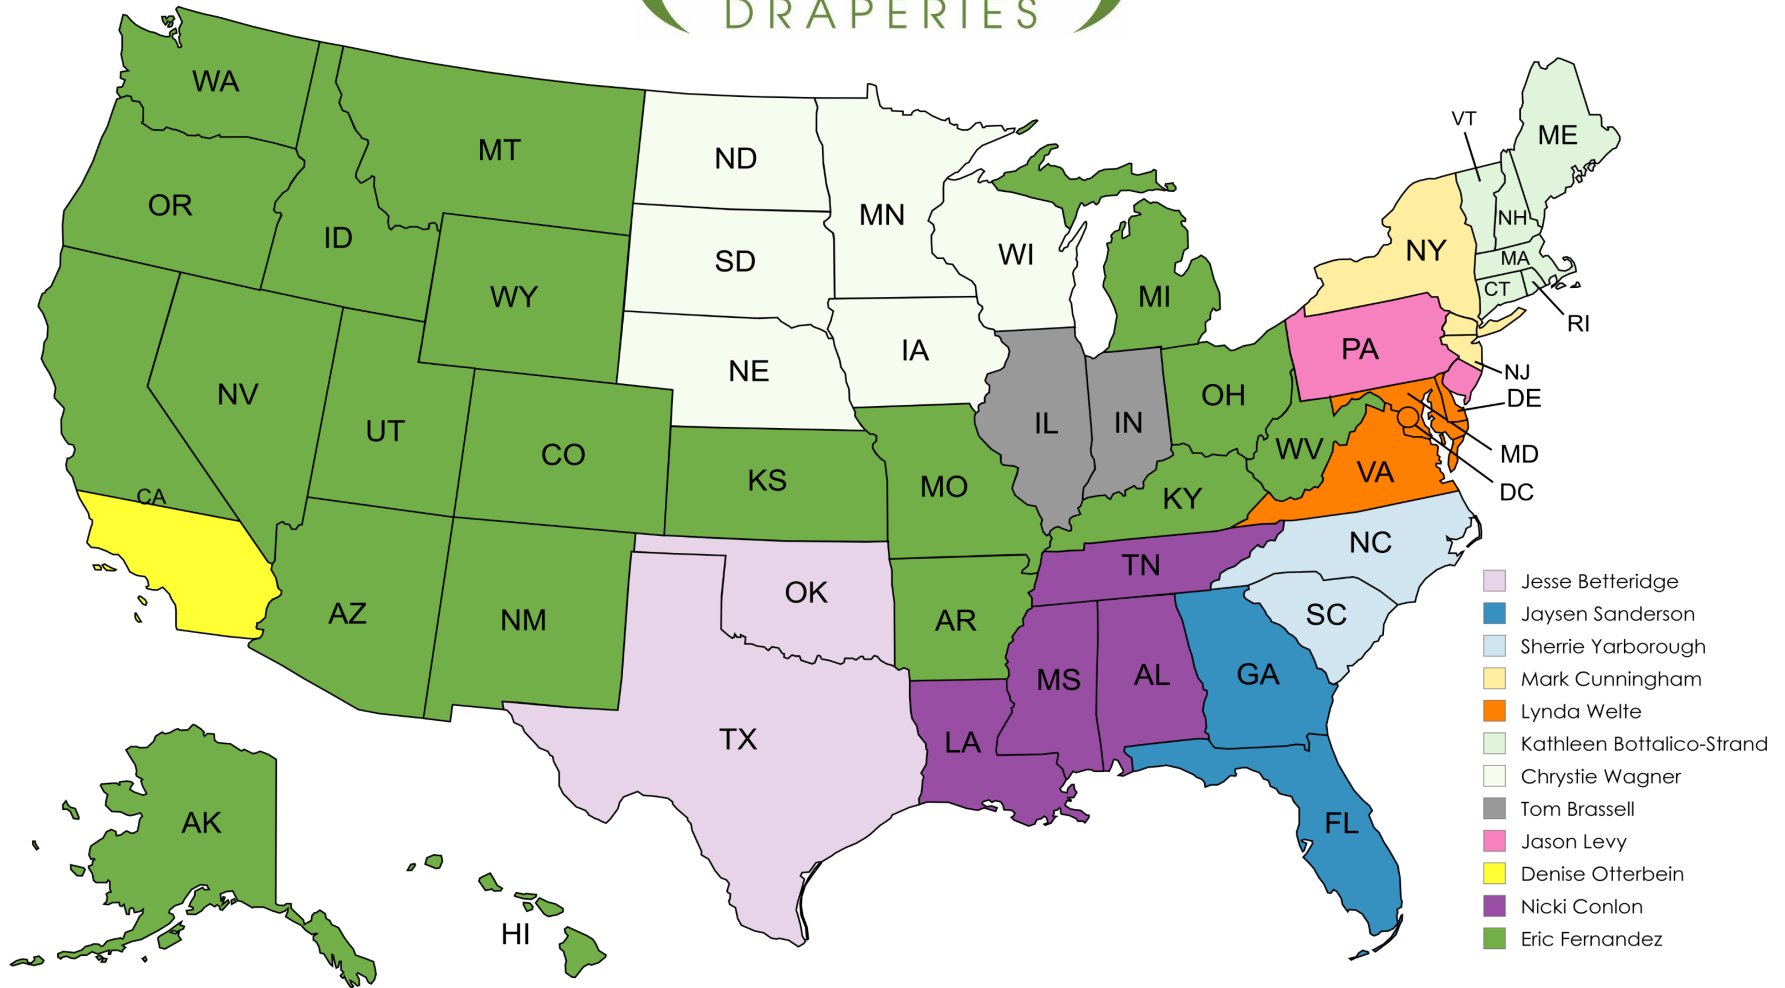 DRAPERIES
WA
MT
ND
MN
VT
ME
OR
ID
SD
WI
NH
NY
MA
WY
MI
CT
RI
NE
IA
PA
NJ
NV
UT
CO
KS
MO
IL
IN
OH
DE
WV
MD
VA
DC
CA
KY
NC
TN
AZ
NM
OK
AR
SC
MS
AL
GA
TX
LA
FL
AK
HI
Jesse Betteridge
Jaysen Sanderson
Sherrie Yarborough
Mark Cunningham
Lynda Welte
Kathleen Bottalico-Strand
Chrystie Wagner
Tom Brassell
Jason Levy
Denise Otterbein
Nicki Conlon
Eric Fernandez